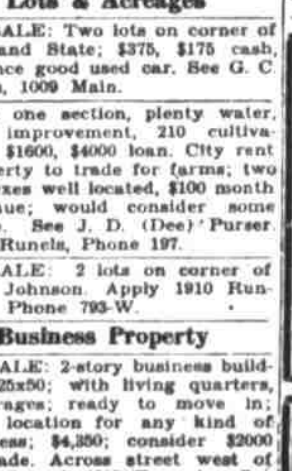 Lots & Acreages
ALE: Two lots on corner of
and State; $375, $175 cash,
nce good used car. See G. C.
, 1009 Main.
one section, plenty water,
improvement, 210 cultiva-
$1600, $4000 loan. City rent
erty to trade for farms; two
xes well located, $100 month
ue; would consider some
. See J. D. (Dee) Purser.
Runels, Phone 197.
ALE: 2 lots on corner of
Johnson. Apply 1910 Run-
Phone 793-W.
Business Property
ALE: 2-story business build-
25x50; with living quarters,
rages; ready to move in;
location for any kind of
ess; $4,350; consider $2000
ade. Across street west of